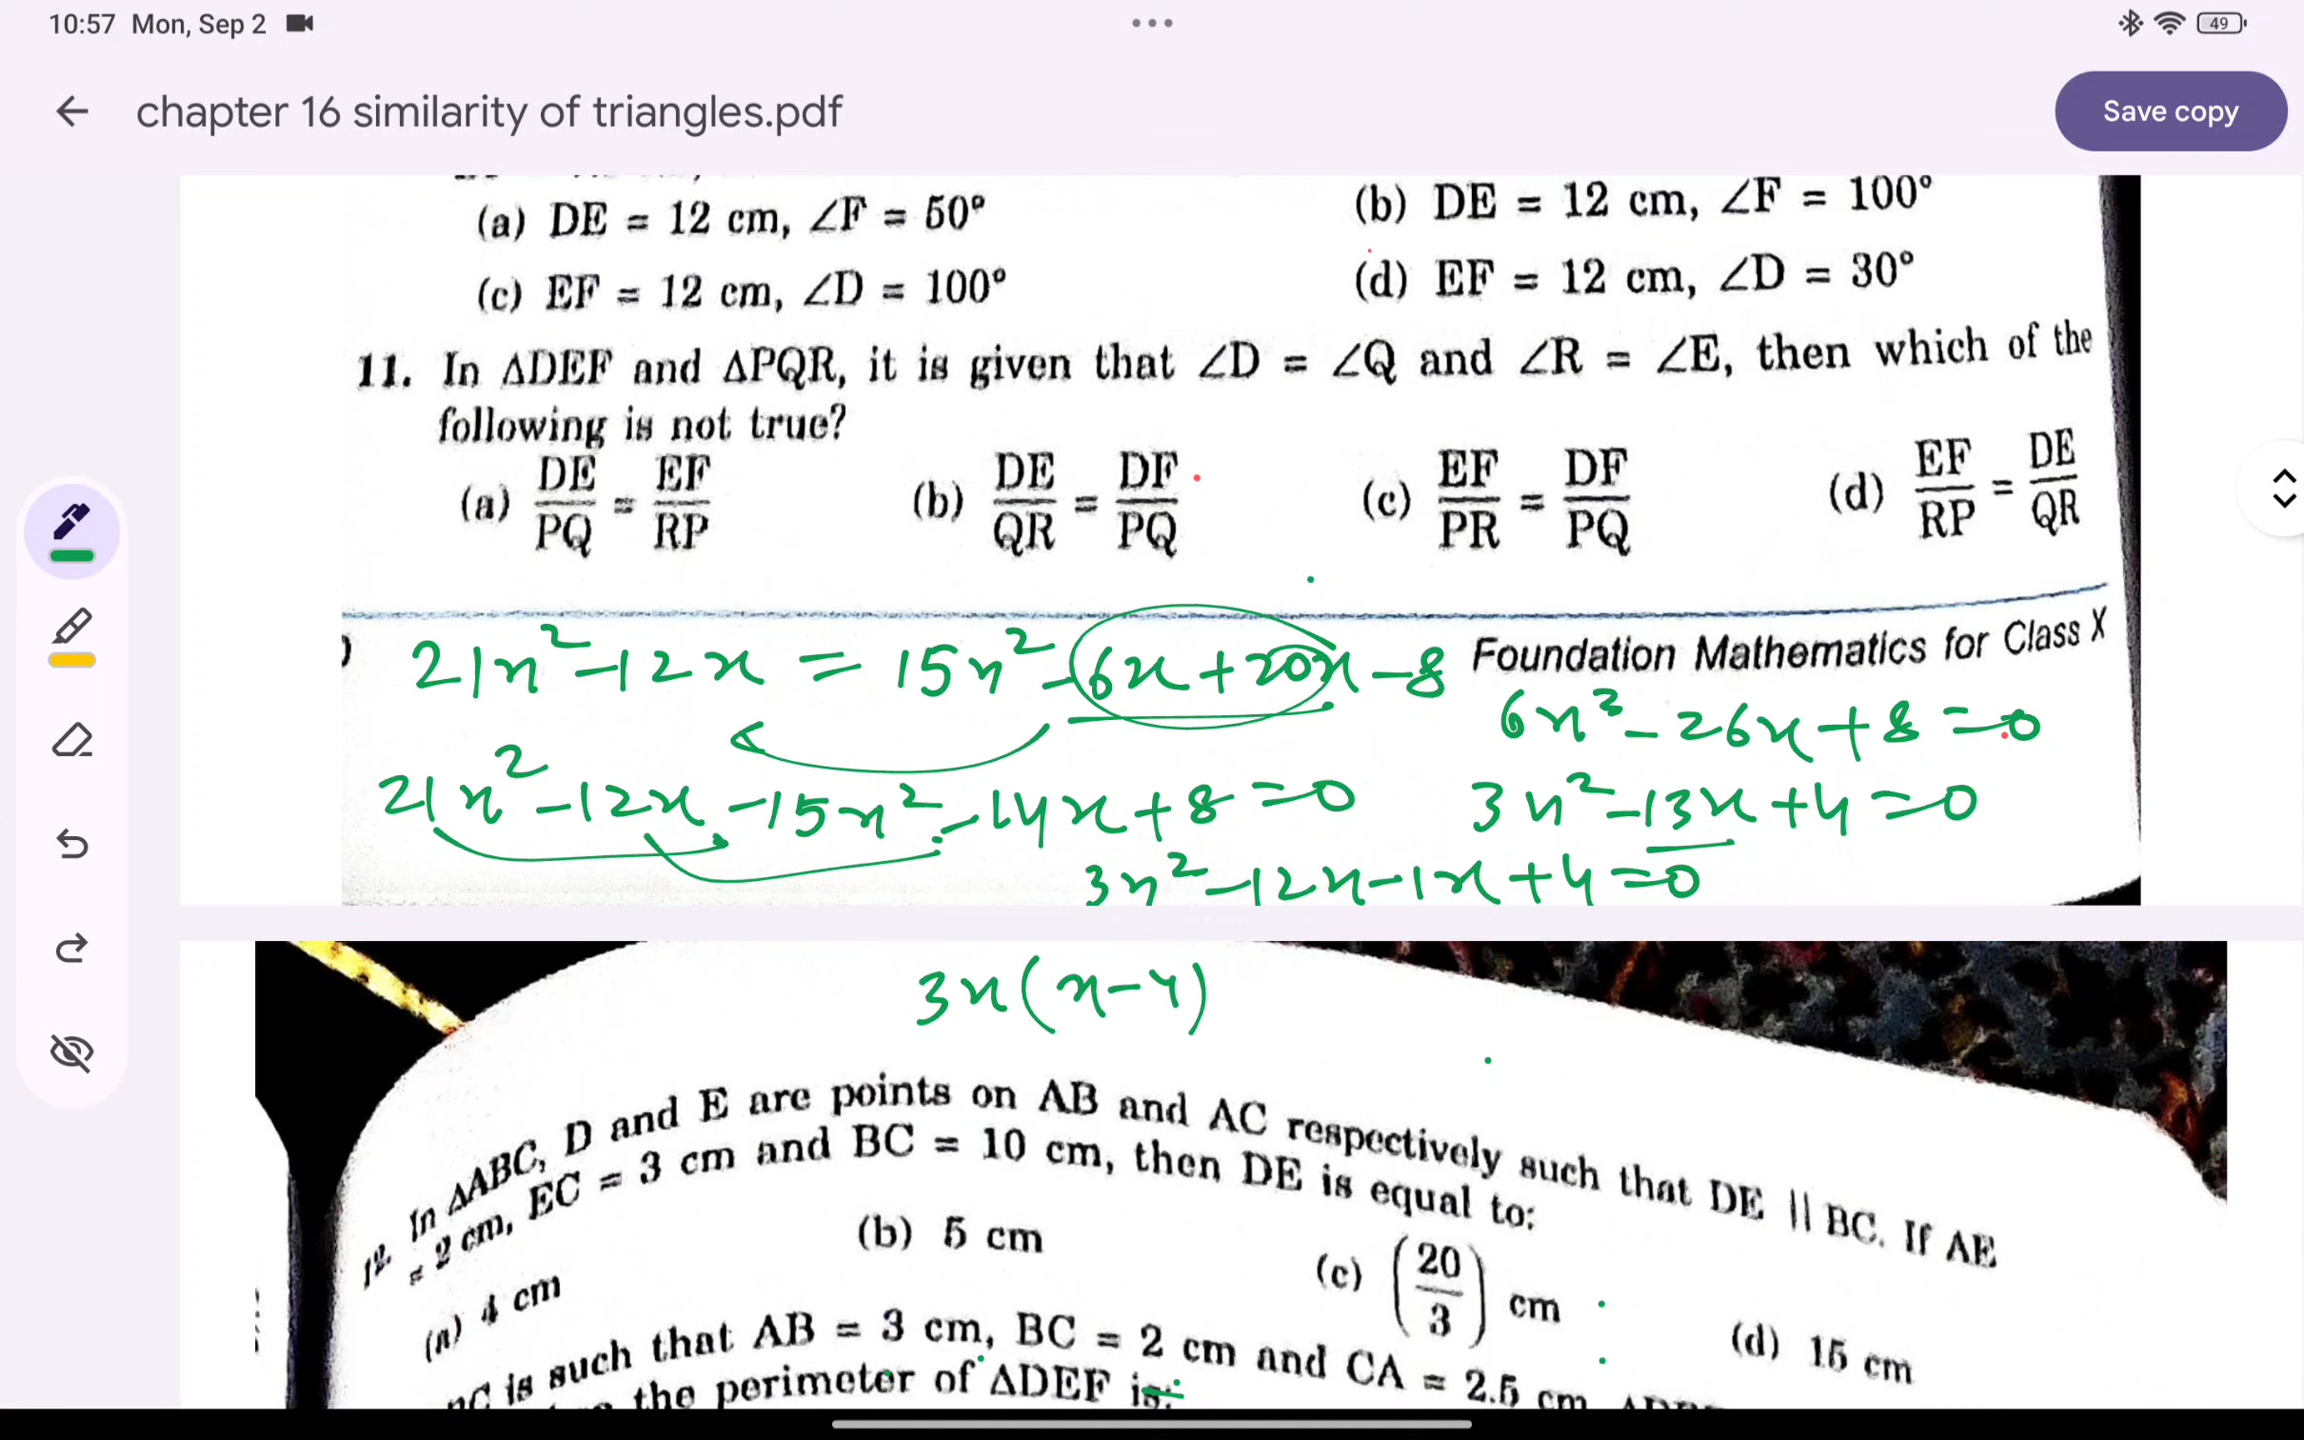 10:57 Mon, Sep 2
49
chapter 16 similarity of triangles.pdf
Save copy
(a) DE = 12 cm, ∠F = 50°
(b) DE = 12 cm, ∠F = 100°
(c) EF = 12 cm, ∠D = 100°
(d) EF = 12 cm, ∠D = 30°
11. In ΔDEF and ΔPQR, it is given that ∠D = ∠Q and ∠R = ∠E, then which of the
following is not true?
(a) DE/PQ = EF/RP
(b) DE/QR = DF/PQ
(c) EF/PR = DF/PQ
(d) EF/RP = DE/QR
21x²-12x = 15x²-6x+20x-8
Foundation Mathematics for Class X
6x²-26x+8=0
21x²-12x-15x²-14x+8=0
3x²-13x+4=0
3x²-12x-1x+4=0
3x(x-4)
12. In ΔABC, D and E are points on AB and AC respectively such that DE || BC. If AE
= 2 cm, EC = 3 cm and BC = 10 cm, then DE is equal to:
(a) 4 cm
(b) 5 cm
(c) (20/3) cm
(d) 15 cm
is such that AB = 3 cm, BC = 2 cm and CA = 2.5 cm
the perimeter of ΔDEF is: